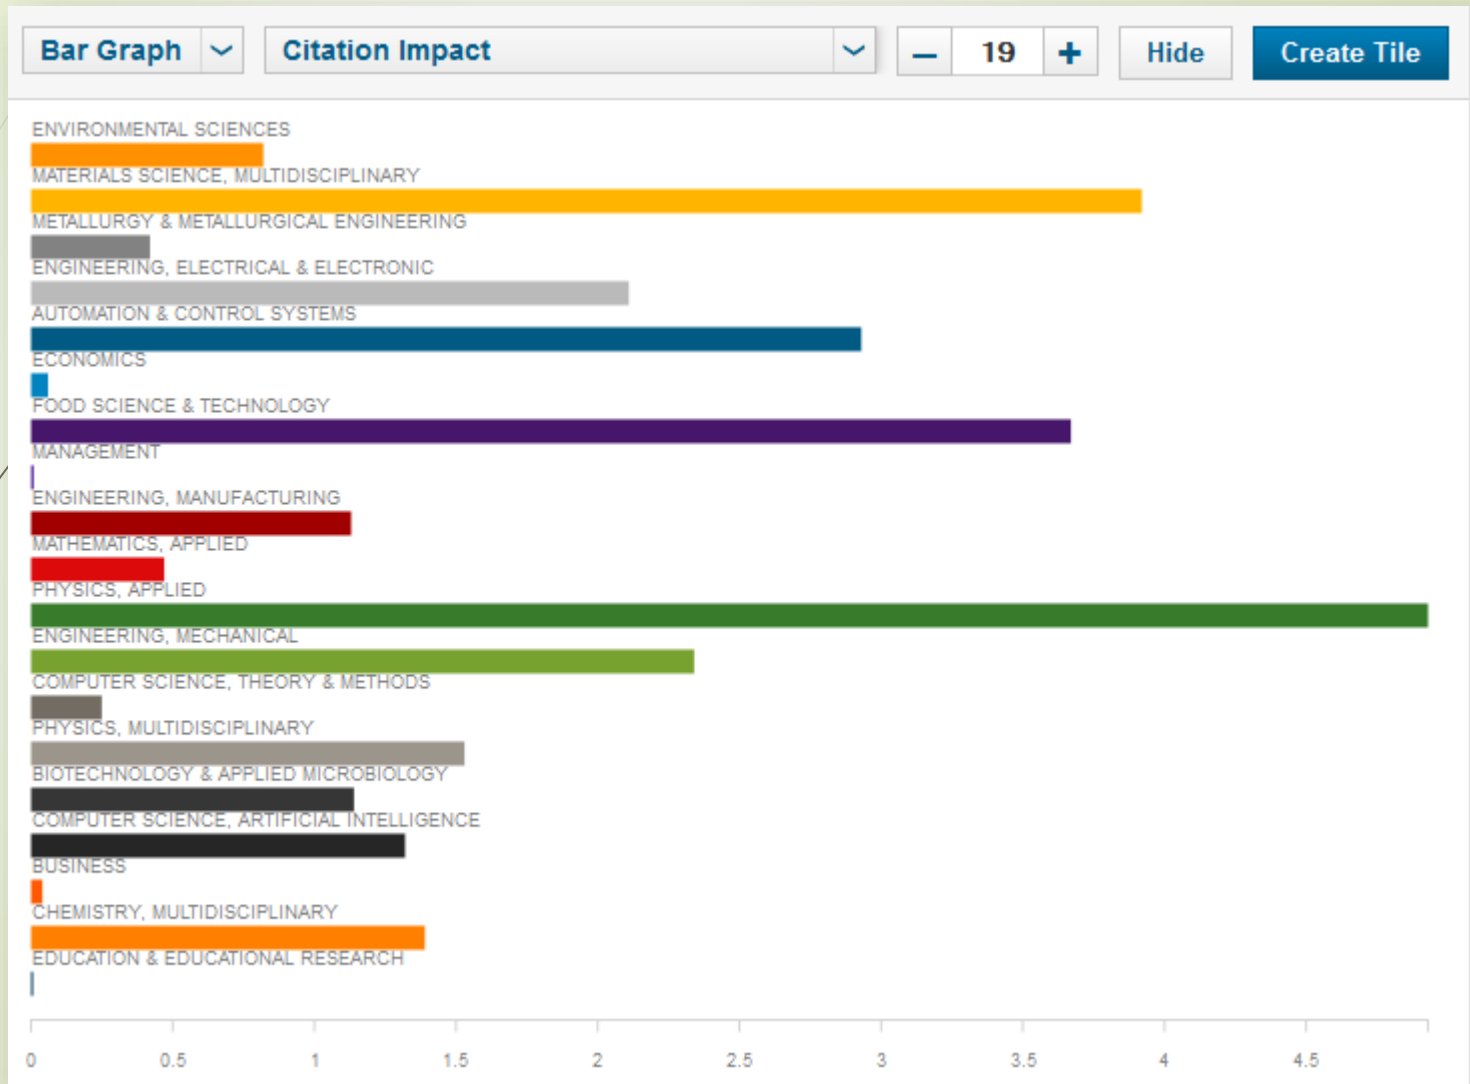 Bar Graph Citation Impact – 19 + Hide Create Tile
ENVIRONMENTAL SCIENCES
MATERIALS SCIENCE, MULTIDISCIPLINARY
METALLURGY & METALLURGICAL ENGINEERING
ENGINEERING, ELECTRICAL & ELECTRONIC
AUTOMATION & CONTROL SYSTEMS
ECONOMICS
FOOD SCIENCE & TECHNOLOGY
MANAGEMENT
ENGINEERING, MANUFACTURING
MATHEMATICS, APPLIED
PHYSICS, APPLIED
ENGINEERING, MECHANICAL
COMPUTER SCIENCE, THEORY & METHODS
PHYSICS, MULTIDISCIPLINARY
BIOTECHNOLOGY & APPLIED MICROBIOLOGY
COMPUTER SCIENCE, ARTIFICIAL INTELLIGENCE
BUSINESS
CHEMISTRY, MULTIDISCIPLINARY
EDUCATION & EDUCATIONAL RESEARCH
0 0.5 1 1.5 2 2.5 3 3.5 4 4.5